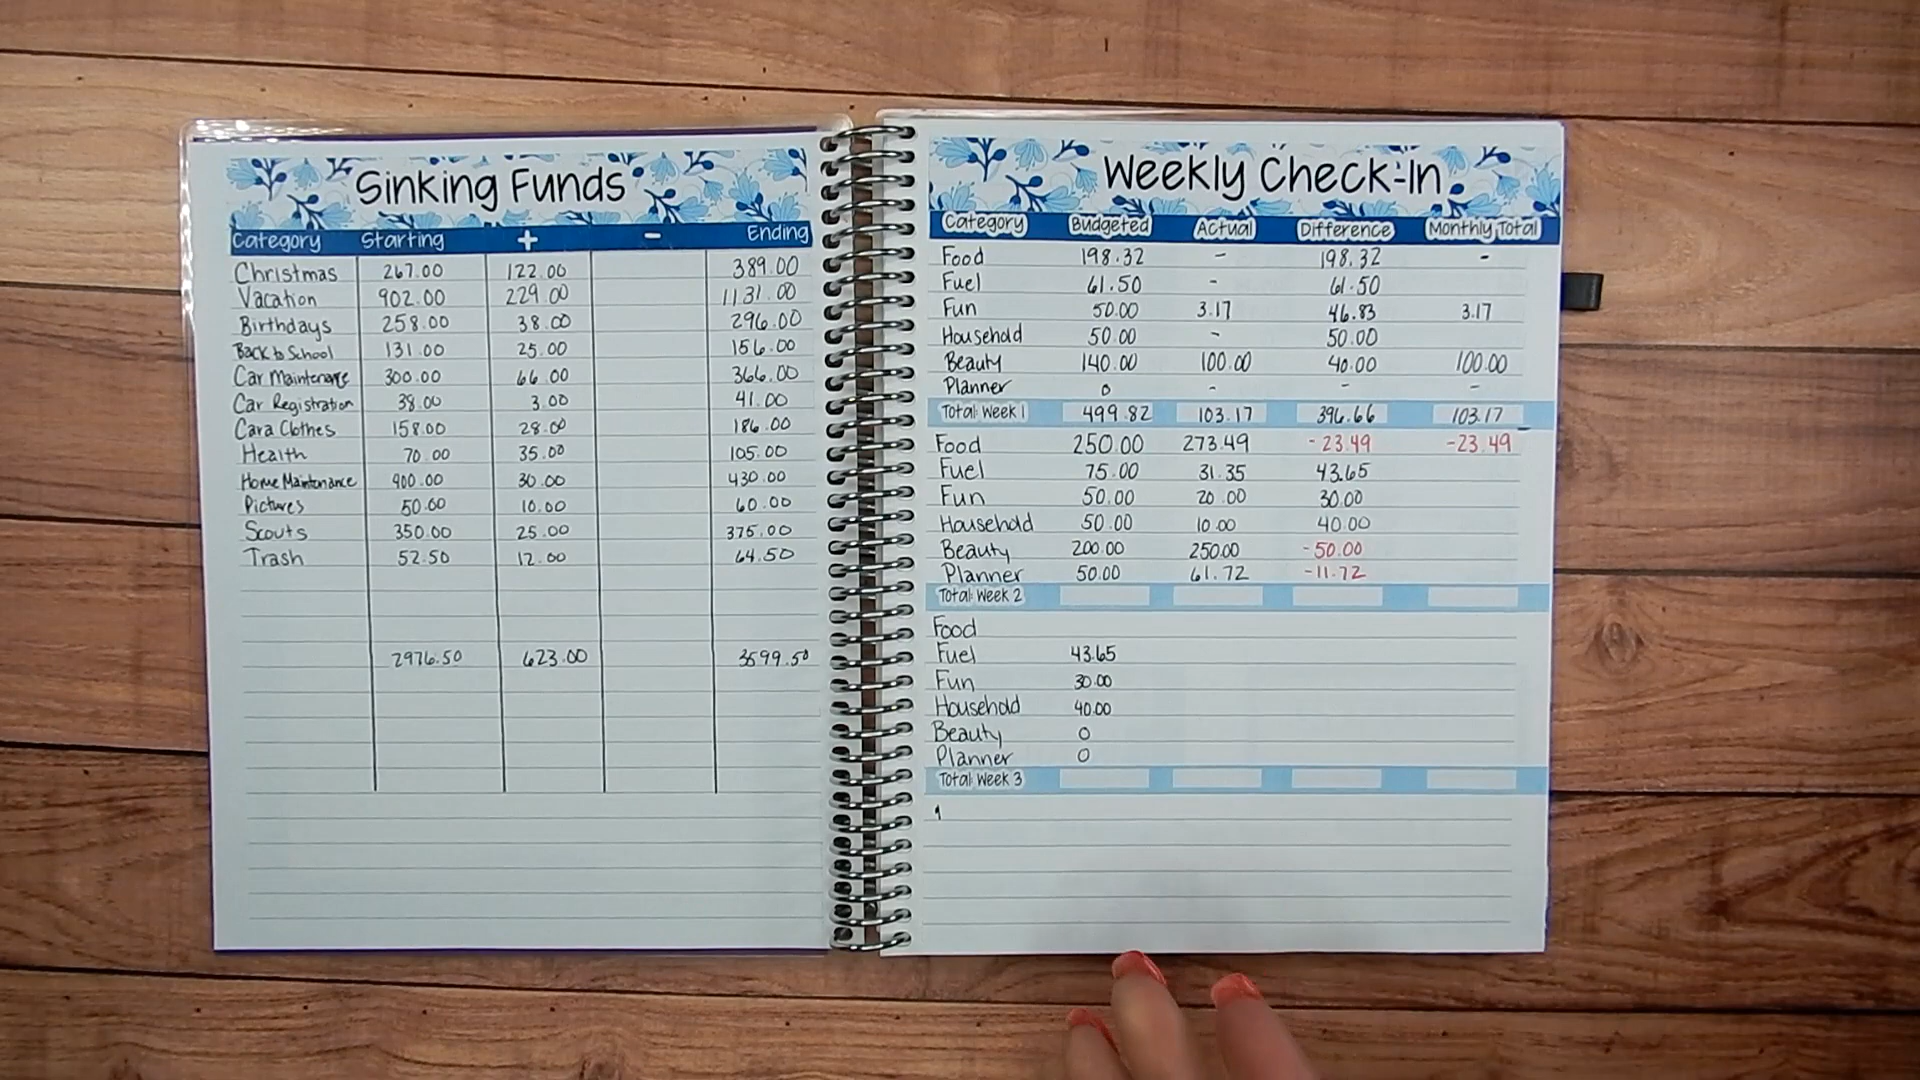 Sinking Funds
Category Starting + - Ending
Christmas 267.00 122.00 389.00
Vacation 902.00 229.00 1131.00
Birthdays 258.00 38.00 296.00
Back to School 131.00 25.00 156.00
Car Maintenance 300.00 66.00 366.00
Car Registration 38.00 3.00 41.00
Cara Clothes 158.00 28.00 186.00
Health 70.00 35.00 105.00
Home Maintenance 400.00 30.00 430.00
Pictures 50.00 10.00 60.00
Scouts 350.00 25.00 375.00
Trash 52.50 12.00 64.50
2976.50 623.00 3599.50
Weekly Check-In
Category Budgeted Actual Difference Monthly Total
Food 198.32 - 198.32 -
Fuel 61.50 - 61.50
Fun 50.00 3.17 46.83 3.17
Household 50.00 - 50.00
Beauty 140.00 100.00 40.00 100.00
Planner 0 - - -
Total: Week 1 499.82 103.17 396.66 103.17
Food 250.00 273.49 -23.49 -23.49
Fuel 75.00 31.35 43.65
Fun 50.00 20.00 30.00
Household 50.00 10.00 40.00
Beauty 200.00 250.00 -50.00
Planner 50.00 61.72 -11.72
Total: Week 2
Food
Fuel 43.65
Fun 30.00
Household 40.00
Beauty 0
Planner 0
Total: Week 3